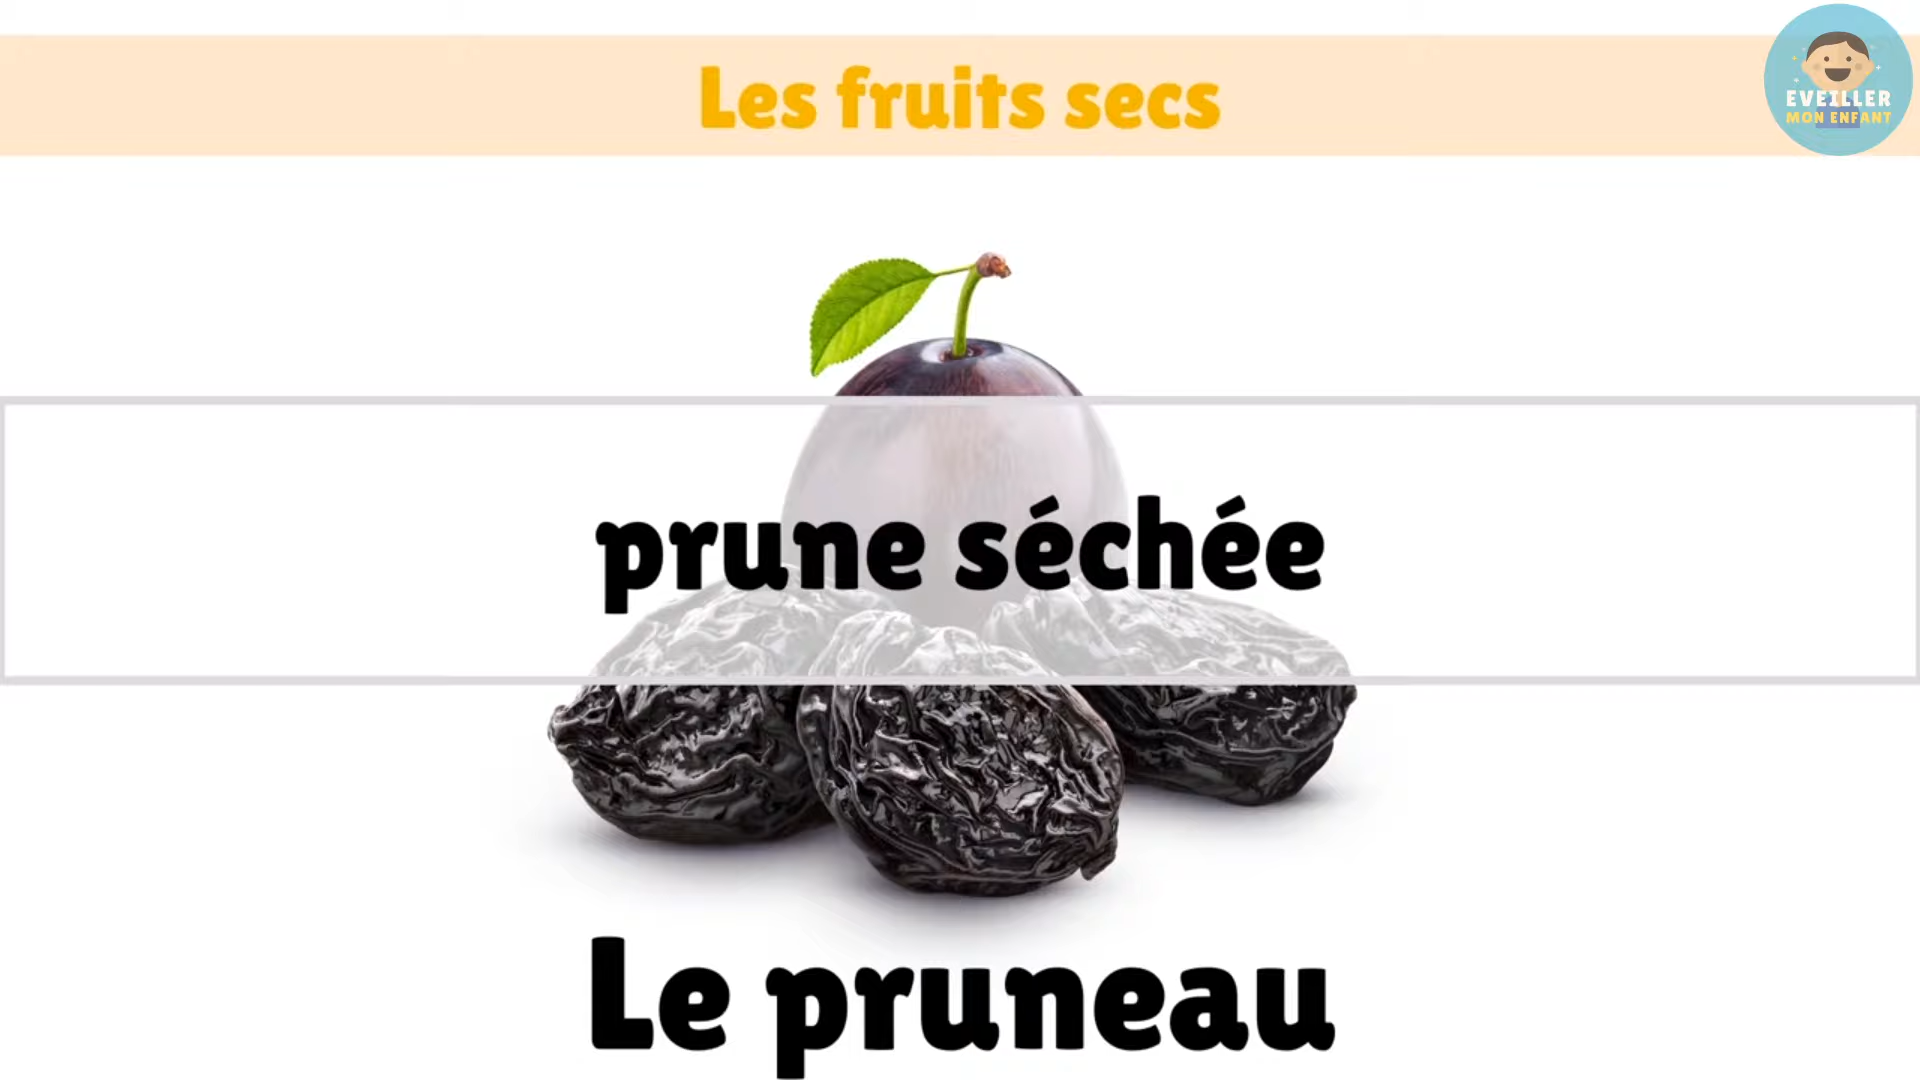 Les fruits secs
EVEILLER
MON ENFANT
prune séchée
Le pruneau